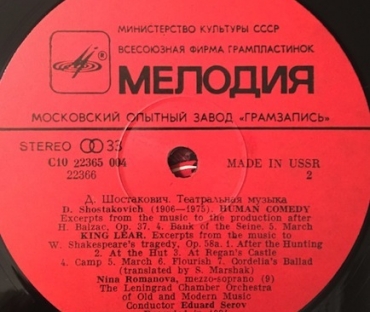 МИНИСТЕРСТВО КУЛЬТУРЫ СССР
ВСЕСОЮЗНАЯ ФИРМА ГРАМПЛАСТИНОК
МЕЛОДИЯ
МОСКОВСКИЙ ОПЫТНЫЙ ЗАВОД «ГРАМЗАПИСЬ»
STEREO 33
С10 22365 004 MADE IN USSR
22366 2
Д. Шостакович. Театральная музыка
D. Shostakovich (1906—1975). HUMAN COMEDY
Excerpts from the music to the production after
H. Balzac, Op. 37, 4. Bank of the Seine. 5. March
KING LEAR. Excerpts from the music to
W. Shakespeare's tragedy, Op. 58a. 1. After the Hunting
2. At the Hut 3. At Regan's Castle
4. Camp 5. March 6. Flourish 7. Cordelia's Ballad
(translated by S. Marshak)
Nina Romanova, mezzo-soprano (9)
The Leningrad Chamber Orchestra
of Old and Modern Music
Conductor Eduard Serov